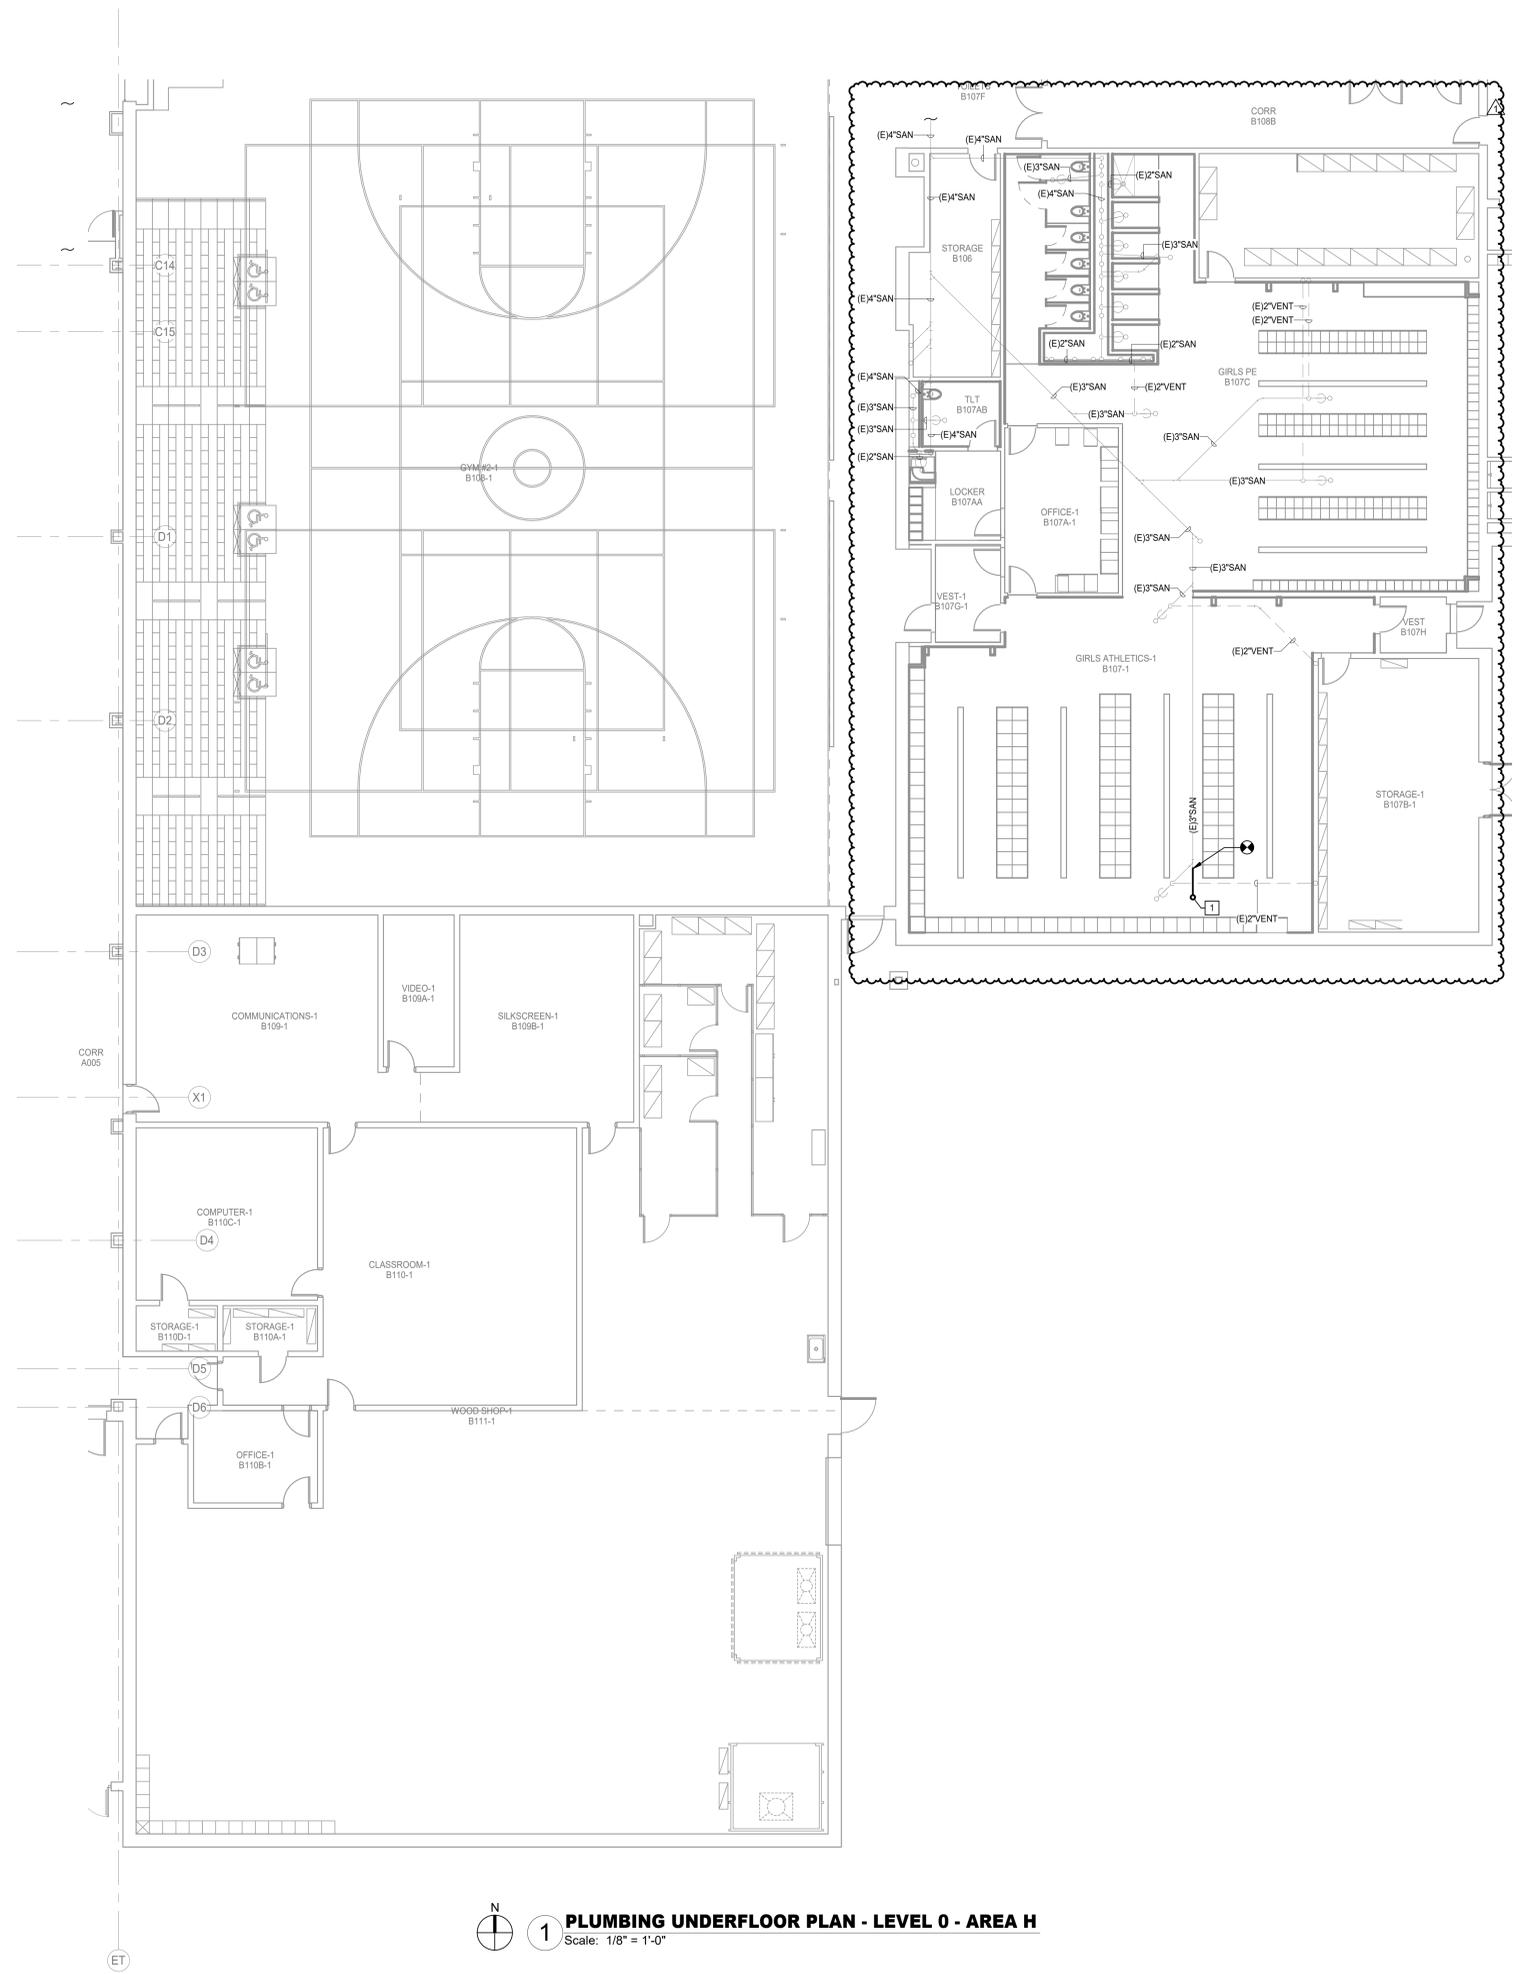 TOILETS
B107F
CORR
B108B
1
(E)4"SAN
(E)4"SAN
(E)3"SAN
(E)2"SAN
(E)4"SAN
(E)4"SAN
STORAGE
B106
(E)3"SAN
C14
(E)4"SAN
(E)2"VENT
(E)2"VENT
C15
(E)2"SAN
(E)2"SAN
GIRLS PE
B107C
(E)4"SAN
(E)3"SAN
(E)2"VENT
TLT
B107AB
(E)3"SAN
(E)3"SAN
(E)3"SAN
(E)4"SAN
(E)3"SAN
(E)2"SAN
GYM #2-1
B108-1
(E)3"SAN
LOCKER
B107AA
OFFICE-1
B107A-1
D1
(E)3"SAN
(E)3"SAN
(E)3"SAN
VEST-1
B107G-1
VEST
B107H
(E)2"VENT
GIRLS ATHLETICS-1
B107-1
D2
STORAGE-1
B107B-1
(E)3"SAN
1
(E)2"VENT
D3
VIDEO-1
B109A-1
COMMUNICATIONS-1
B109-1
SILKSCREEN-1
B109B-1
CORR
A005
X1
COMPUTER-1
B110C-1
D4
CLASSROOM-1
B110-1
STORAGE-1
B110D-1
STORAGE-1
B110A-1
D5
D6
WOOD SHOP-1
B111-1
OFFICE-1
B110B-1
N
1
PLUMBING UNDERFLOOR PLAN - LEVEL 0 - AREA H
Scale: 1/8" = 1'-0"
ET